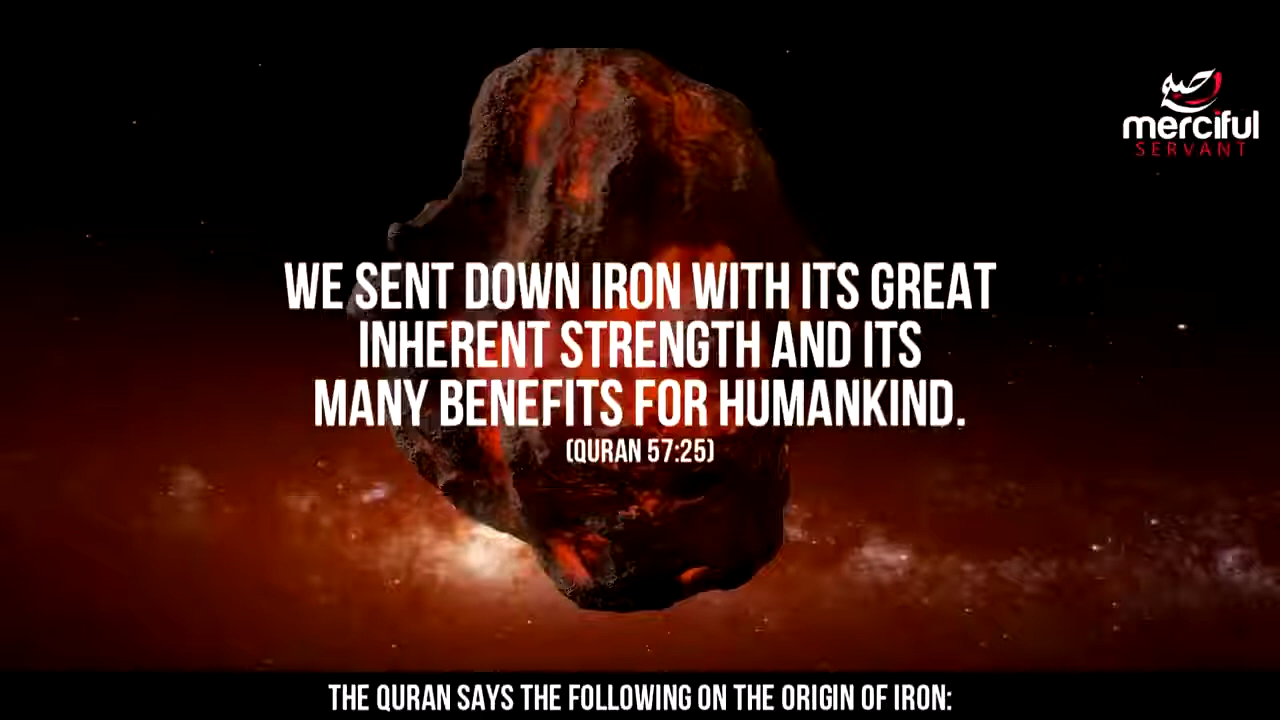 merciful
SERVANT
WE SENT DOWN IRON WITH ITS GREAT
INHERENT STRENGTH AND ITS
MANY BENEFITS FOR HUMANKIND.
(QURAN 57:25)
THE QURAN SAYS THE FOLLOWING ON THE ORIGIN OF IRON: